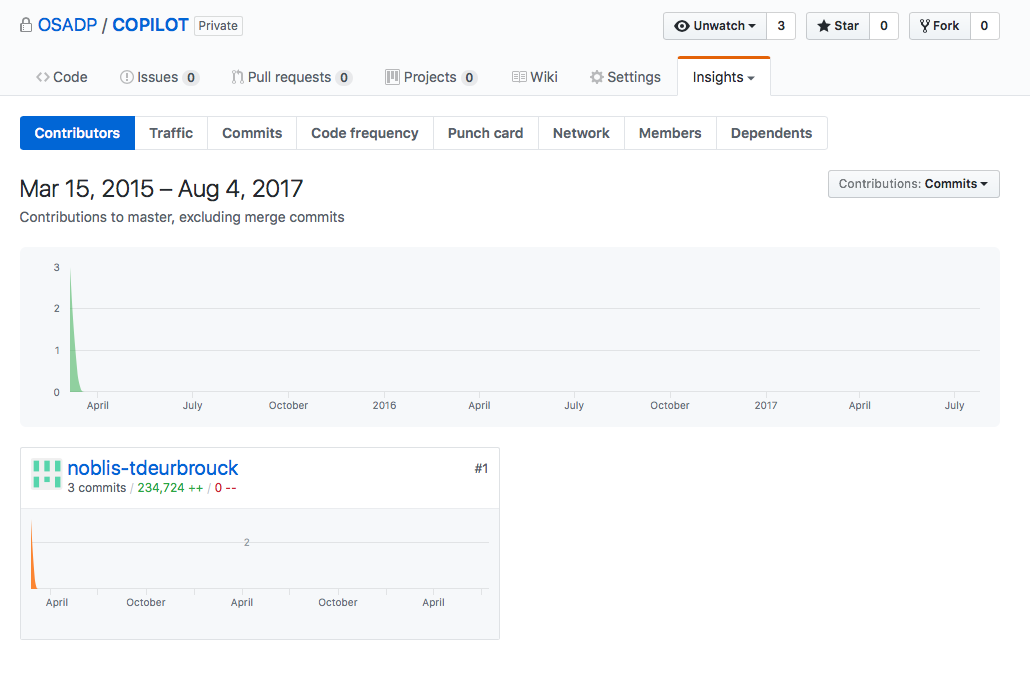 OSADP / COPILOT Private Unwatch 3 Star 0 Fork 0
Code Issues 0 Pull requests 0 Projects 0 Wiki Settings Insights
Contributors Traffic Commits Code frequency Punch card Network Members Dependents
Mar 15, 2015 – Aug 4, 2017 Contributions: Commits
Contributions to master, excluding merge commits
3
2
1
0
April July October 2016 April July October 2017 April July
noblis-tdeurbrouck #1
3 commits / 234,724 ++ / 0 --
2
April October April October April